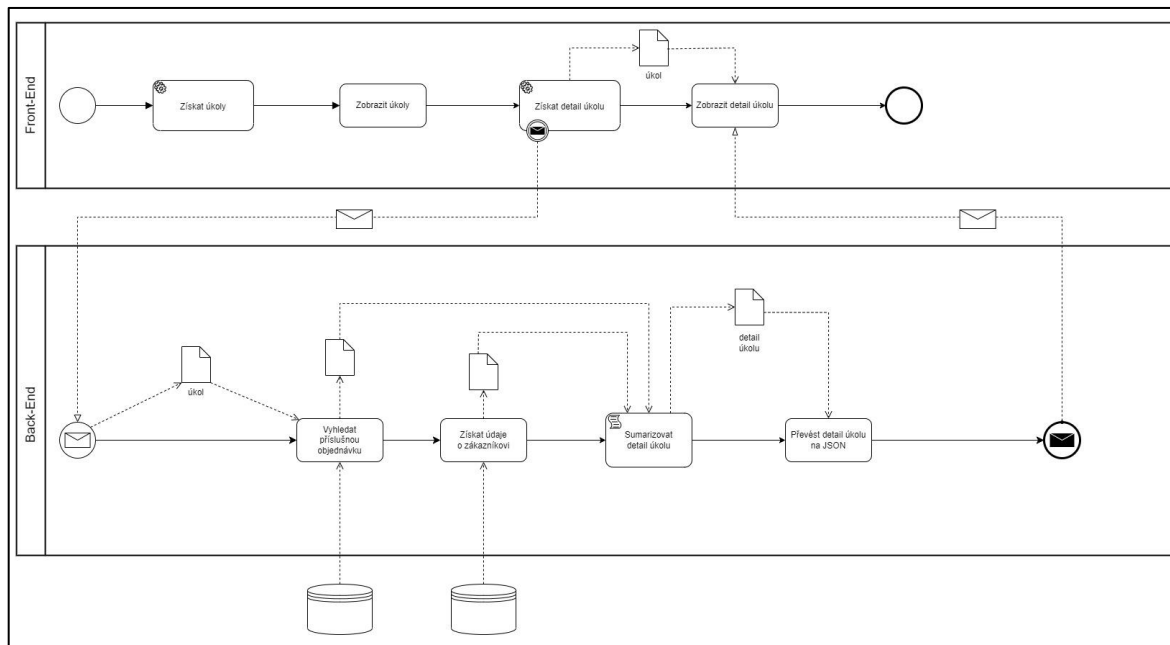 Front-End
Získat úkoly
Zobrazit úkoly
Získat detail úkolu
úkol
Zobrazit detail úkolu
Back-End
úkol
Vyhledat
příslušnou
objednávku
Získat údaje
o zákazníkovi
Sumarizovat
detail úkolu
detail
úkolu
Převést detail úkolu
na JSON